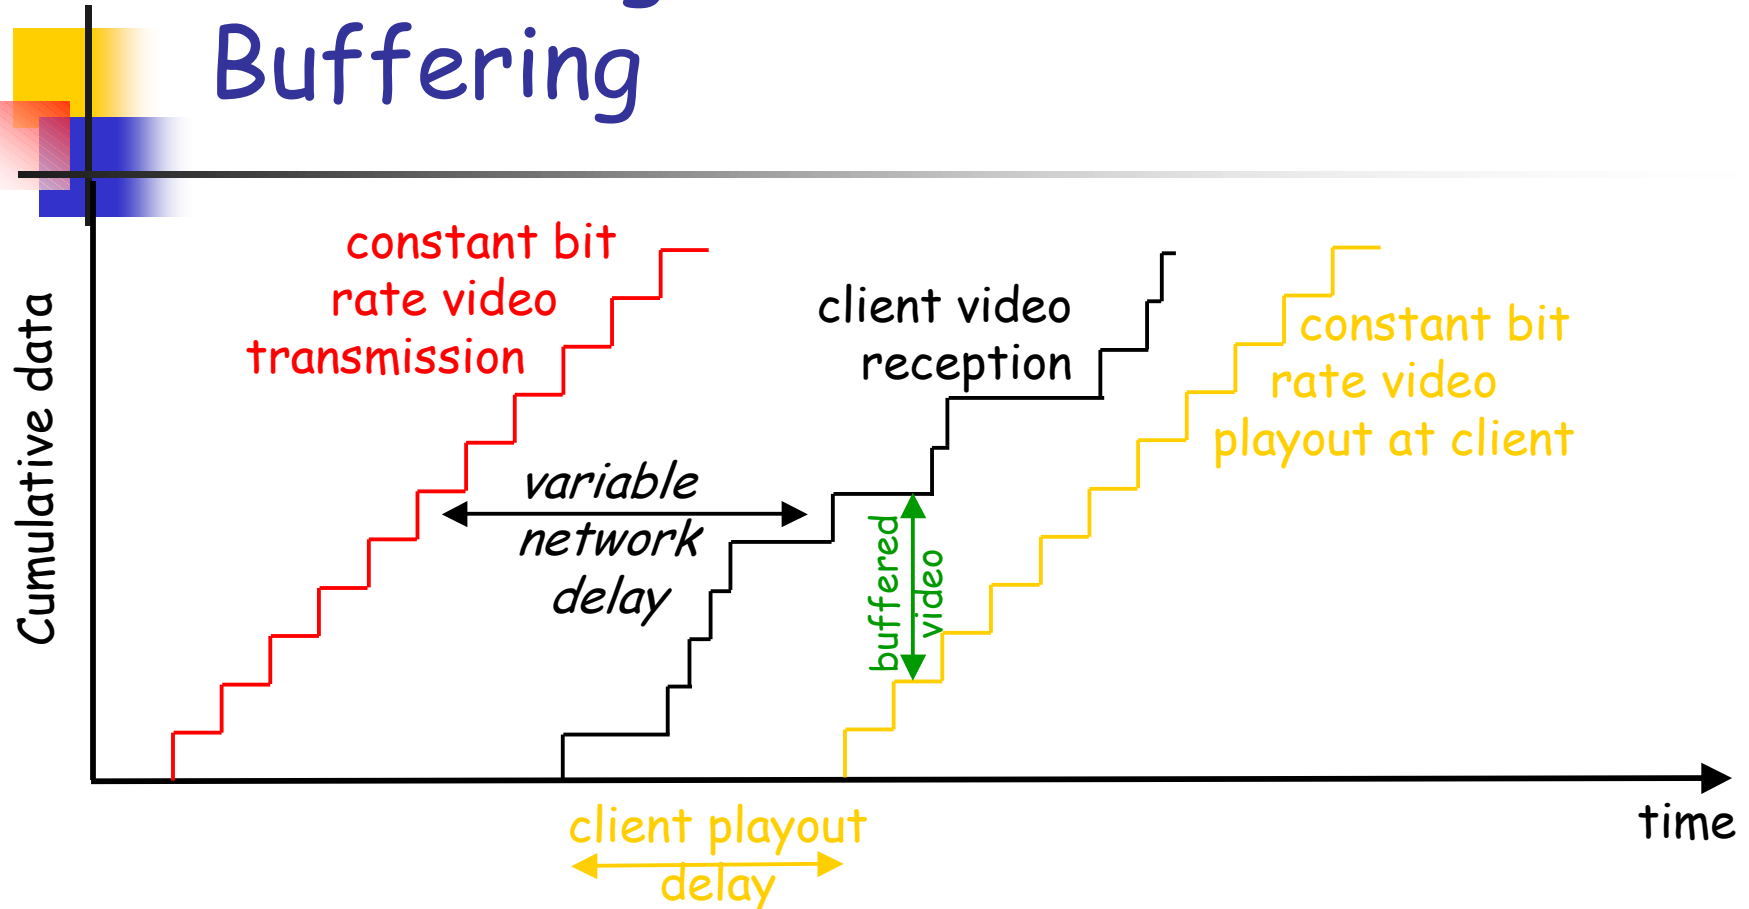 Buffering
constant bit
rate video
transmission
client video
reception
constant bit
rate video
playout at client
Cumulative data
variable
network
delay
buffered
video
client playout
delay
time